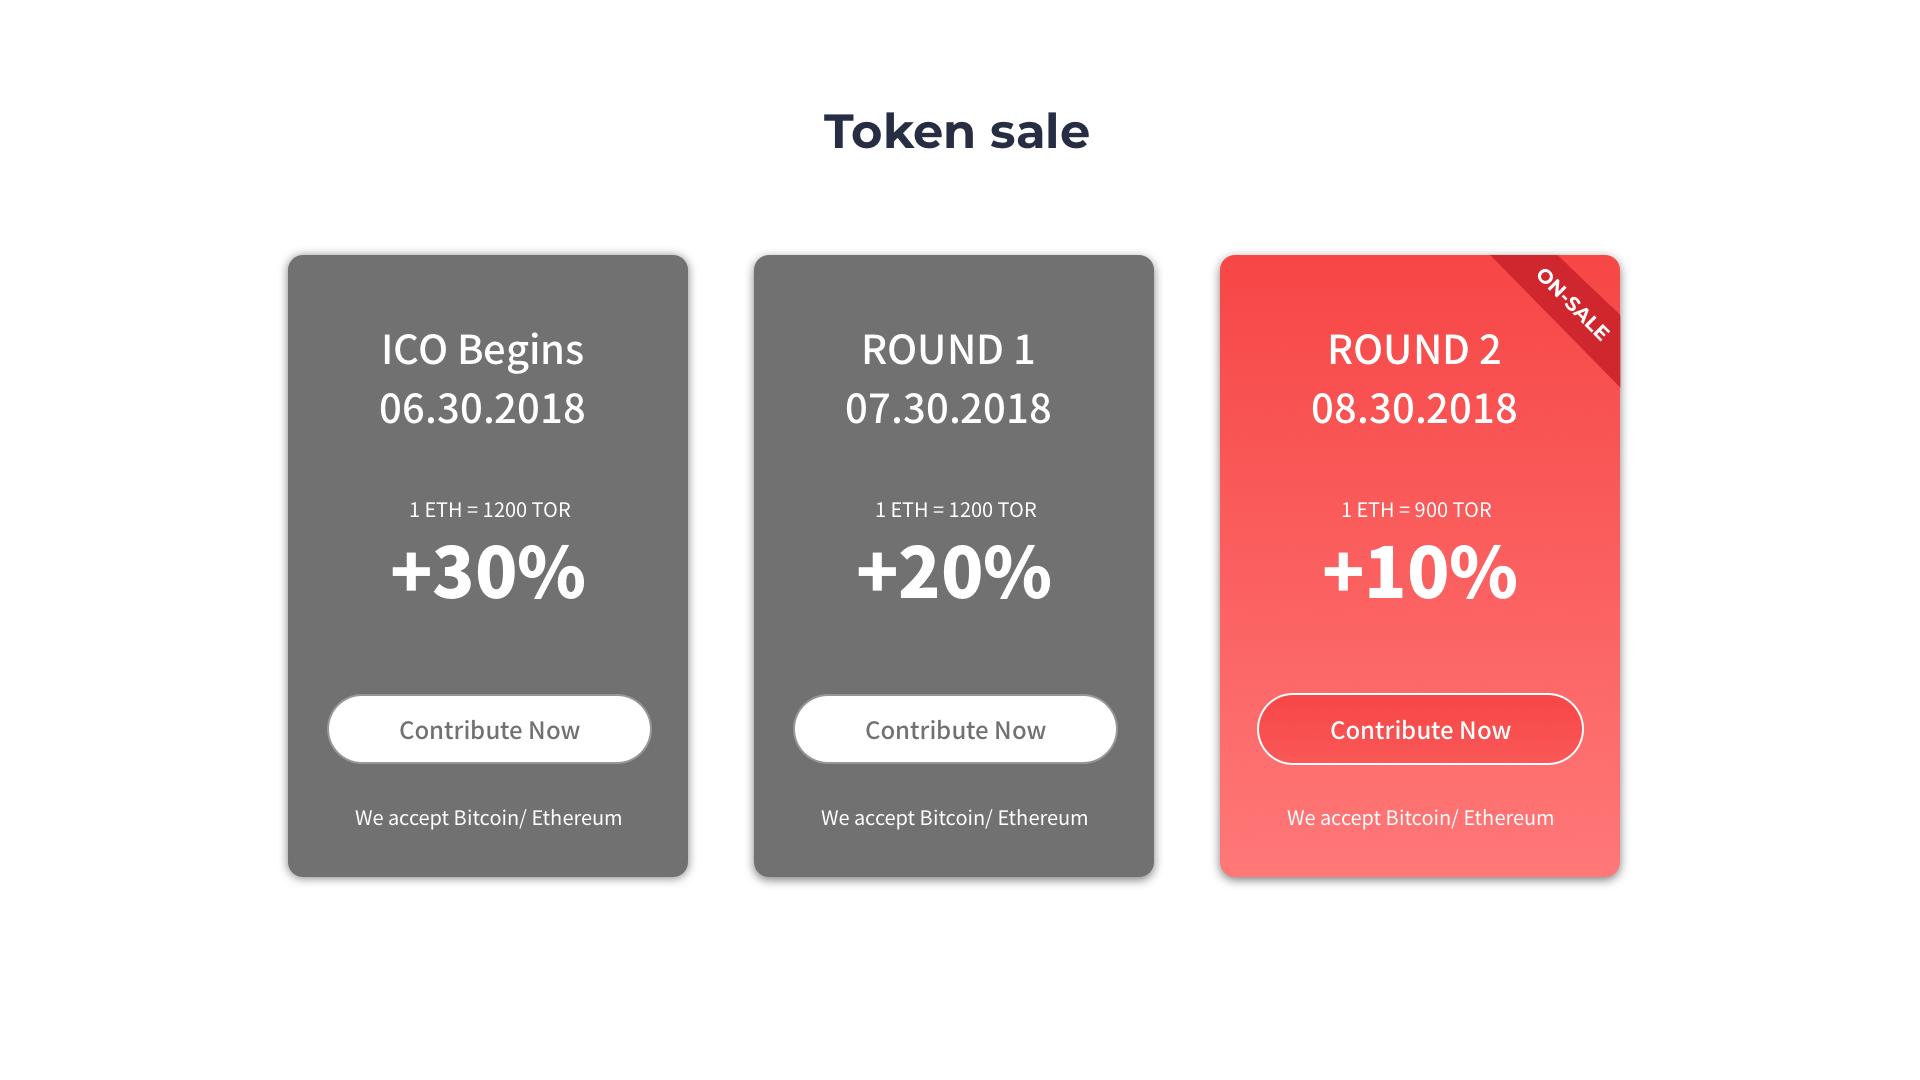 Token sale
ICO Begins
06.30.2018
1 ETH = 1200 TOR
+30%
Contribute Now
We accept Bitcoin/ Ethereum
ROUND 1
07.30.2018
1 ETH = 1200 TOR
+20%
Contribute Now
We accept Bitcoin/ Ethereum
ON-SALE
ROUND 2
08.30.2018
1 ETH = 900 TOR
+10%
Contribute Now
We accept Bitcoin/ Ethereum